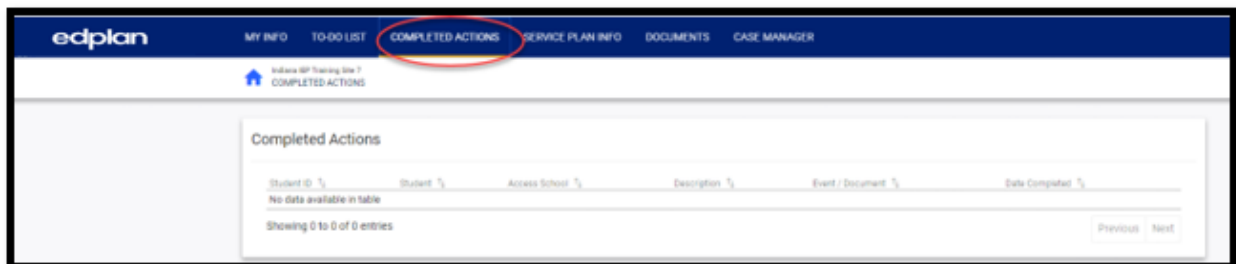 edplan MY INFO TO-DO LIST COMPLETED ACTIONS SERVICE PLAN INFO DOCUMENTS CASE MANAGER
Indiana IEP Training Site 7
COMPLETED ACTIONS
Completed Actions
Student ID Student Access School Description Event / Document Date Completed
No data available in table
Showing 0 to 0 of 0 entries
Previous Next